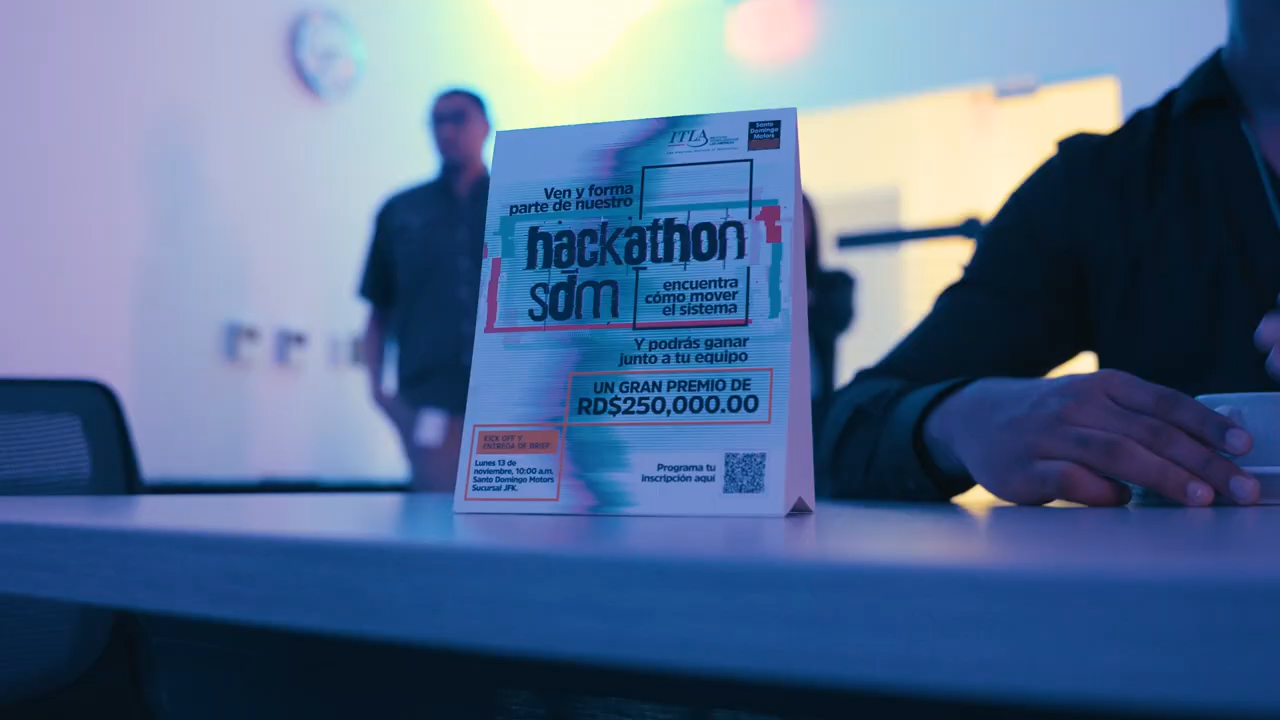 ITLA
Santo
Domingo
Motors
Ven y forma
parte de nuestro
hackathon
sdm
encuentra
cómo mover
el sistema
Y podrás ganar
junto a tu equipo
UN GRAN PREMIO DE
RD$250,000.00
KICK OFF Y
ENTREGA DE BRIEF
Lunes 13 de
noviembre, 10:00 a.m.
Santo Domingo Motors
Sucursal JFK.
Programa tu
inscripción aquí